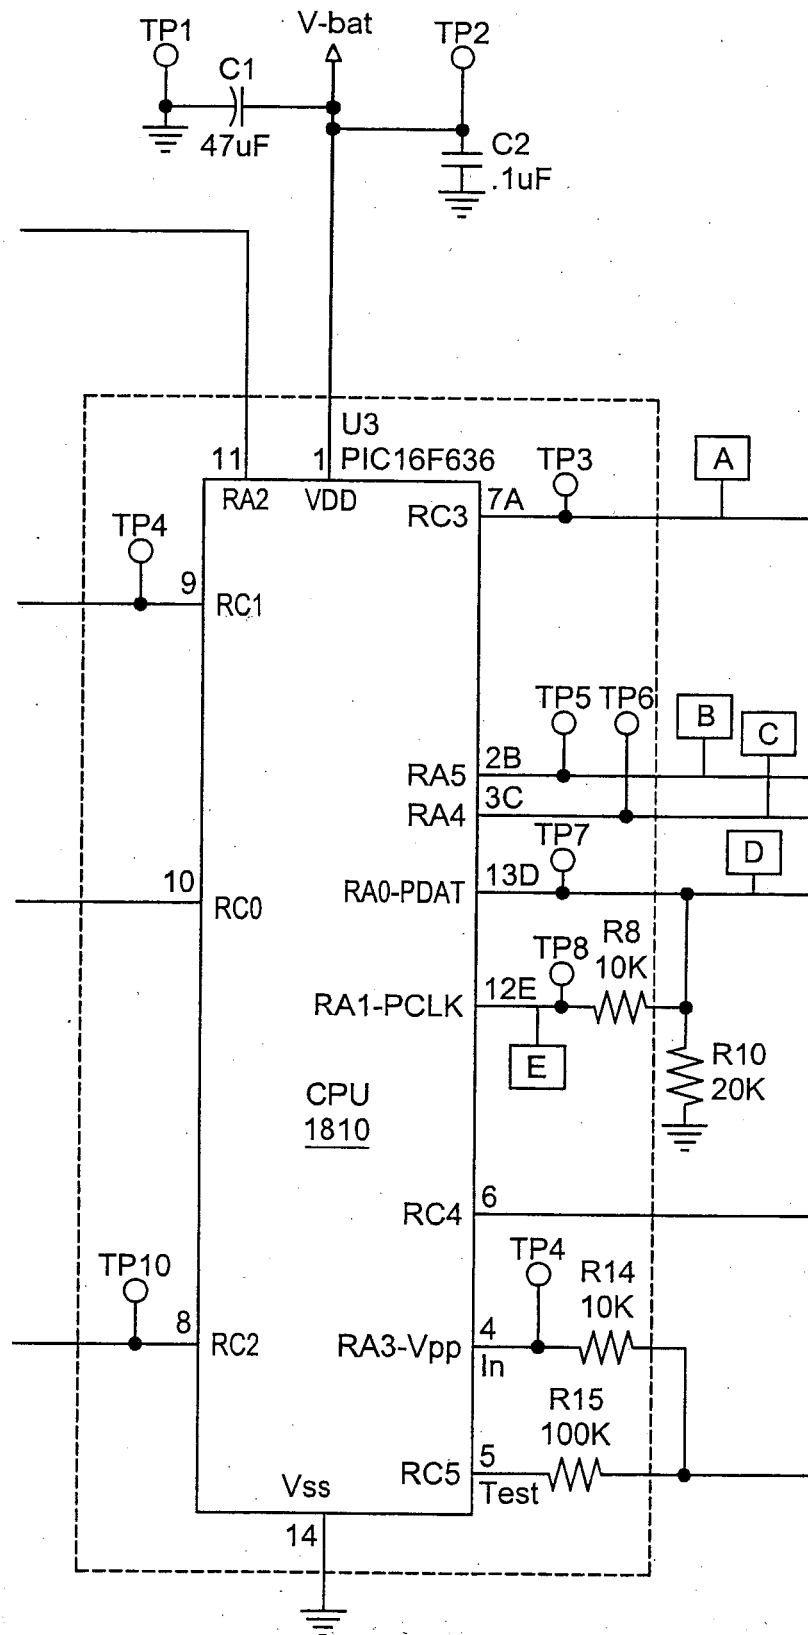 V-bat
TP1
TP2
C1
47uF
C2
.1uF
U3
11
1
PIC16F636
TP3
A
RA2
VDD
RC3
7A
TP4
9
RC1
TP5
TP6
B
C
RA5
2B
RA4
3C
TP7
D
10
RC0
RA0-PDAT
13D
TP8
R8
10K
RA1-PCLK
12E
E
R10
20K
CPU
1810
RC4
6
TP10
TP4
R14
10K
8
RC2
RA3-Vpp
4
In
R15
100K
RC5
5
Test
Vss
14